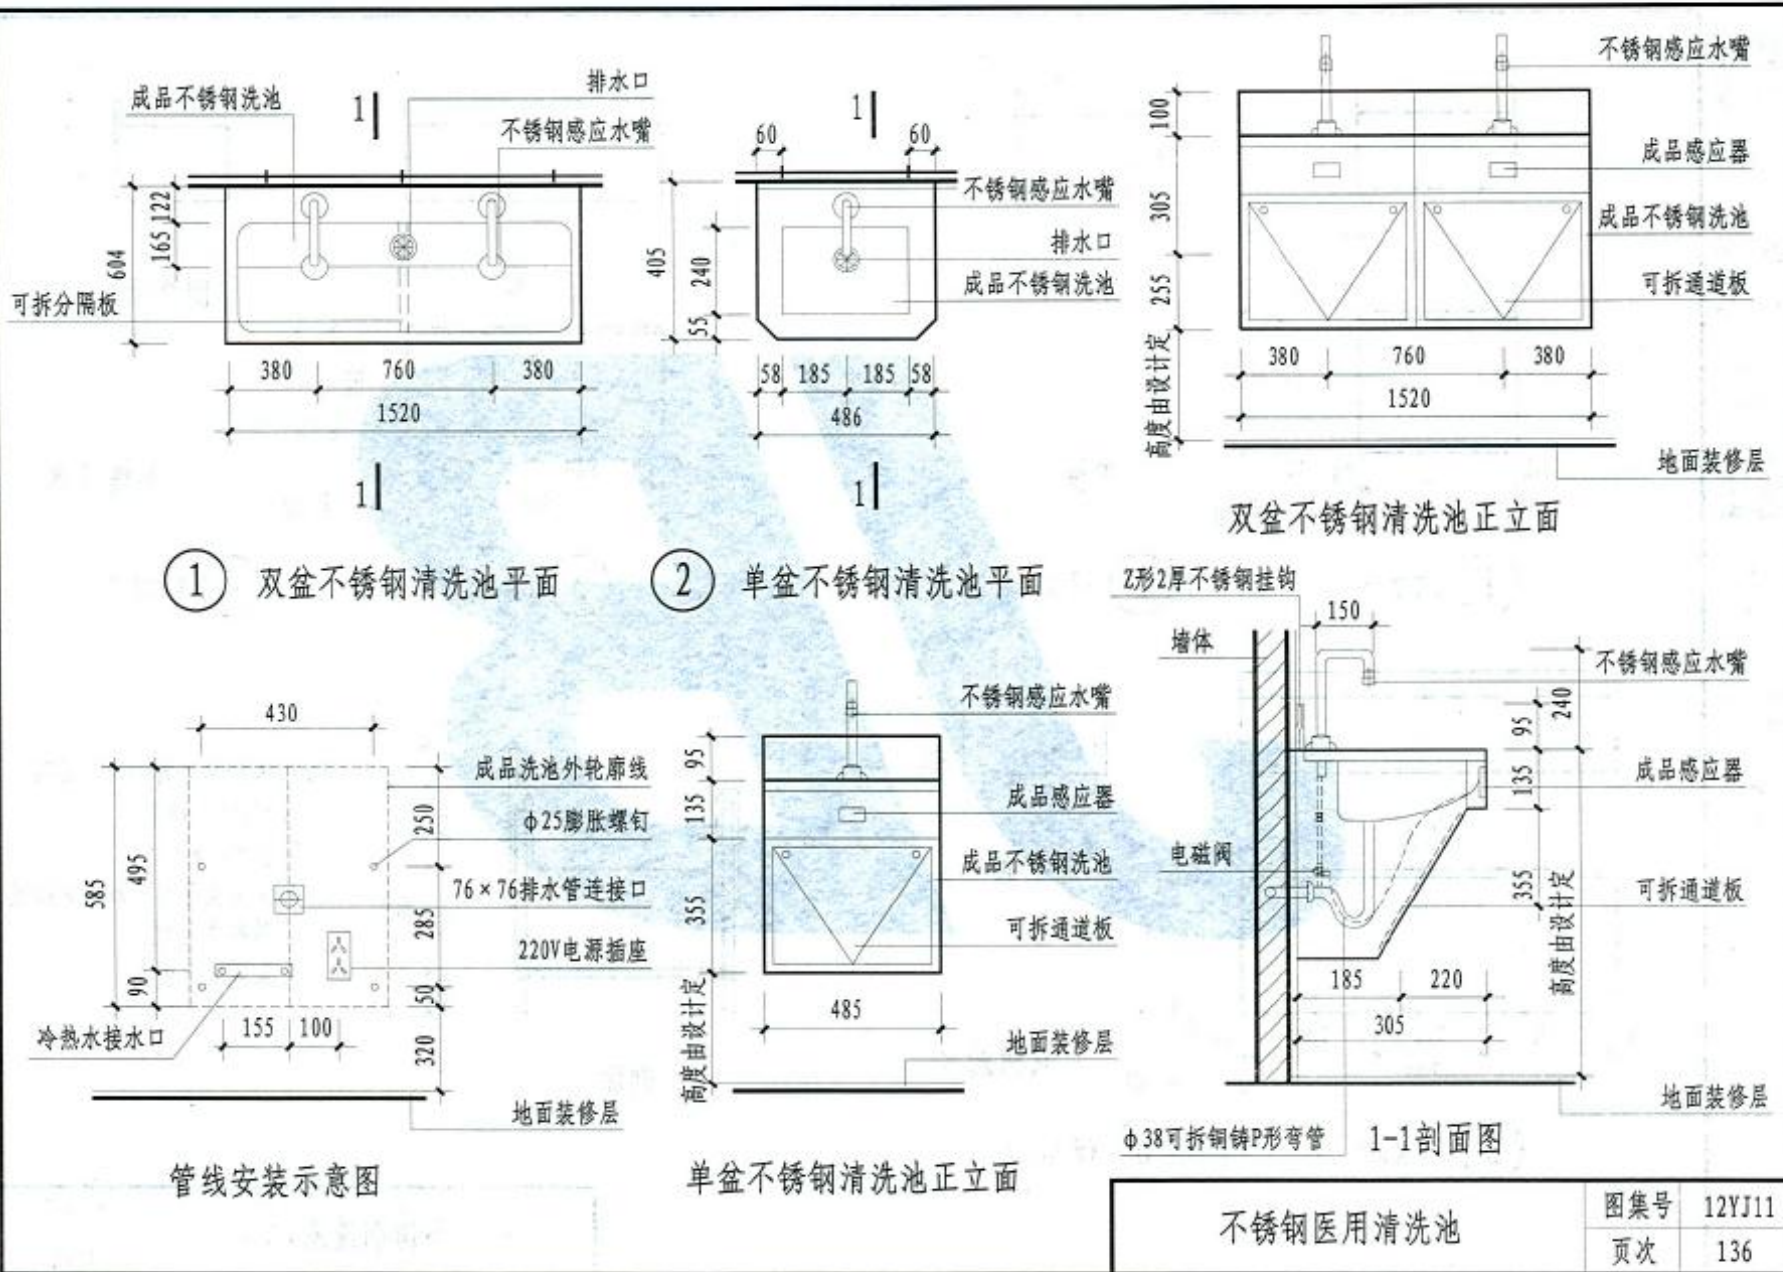 成品不锈钢洗池
排水口
不锈钢感应水嘴
1
122
165
604
可拆分隔板
380
760
380
1520
1
① 双盆不锈钢清洗池平面
1
60
60
不锈钢感应水嘴
排水口
成品不锈钢洗池
405
240
55
58
185
185
58
486
1
② 单盆不锈钢清洗池平面
不锈钢感应水嘴
成品感应器
成品不锈钢洗池
可拆通道板
100
305
255
高度由设计定
380
760
380
1520
地面装修层
双盆不锈钢清洗池正立面
430
成品洗池外轮廓线
ф25膨胀螺钉
76×76排水管连接口
220V电源插座
585
495
90
250
285
50
320
155
100
冷热水接水口
地面装修层
管线安装示意图
不锈钢感应水嘴
成品感应器
成品不锈钢洗池
可拆通道板
95
135
355
高度由设计定
485
地面装修层
单盆不锈钢清洗池正立面
Z形2厚不锈钢挂钩
150
墙体
不锈钢感应水嘴
240
95
135
成品感应器
电磁阀
355
可拆通道板
高度由设计定
185
220
305
地面装修层
ф38可拆铜铸P形弯管
1-1剖面图
不锈钢医用清洗池
图集号 12YJ11
页次 136